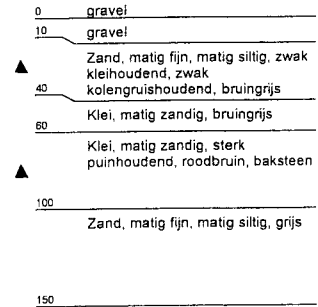 0 gravel
10 gravel
Zand, matig fijn, matig siltig, zwak
kleihoudend, zwak
40 kolengruishoudend, bruingrijs
Klei, matig zandig, bruingrijs
60
Klei, matig zandig, sterk
puinhoudend, roodbruin, baksteen
100
Zand, matig fijn, matig siltig, grijs
150